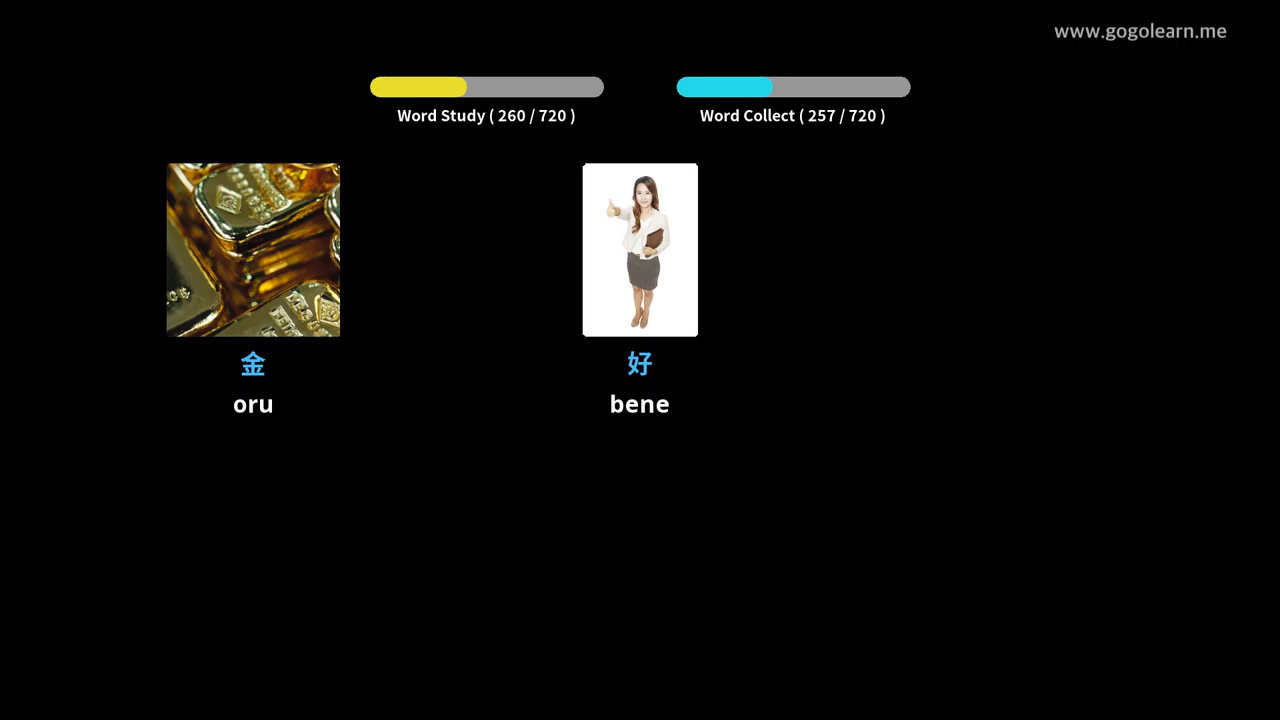 www.gogolearn.me
Word Study ( 260 / 720 )
Word Collect ( 257 / 720 )
金
好
oru
bene